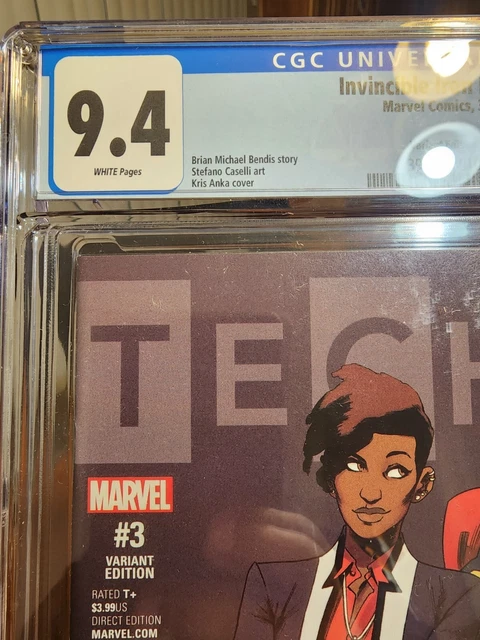 CGC UNIVERSAL
9.4
WHITE Pages
Invincible Iron
Marvel Comics,
Brian Michael Bendis story
Stefano Caselli art
Kris Anka cover
TECH
MARVEL
#3
VARIANT
EDITION
RATED T+
$3.99US
DIRECT EDITION
MARVEL.COM